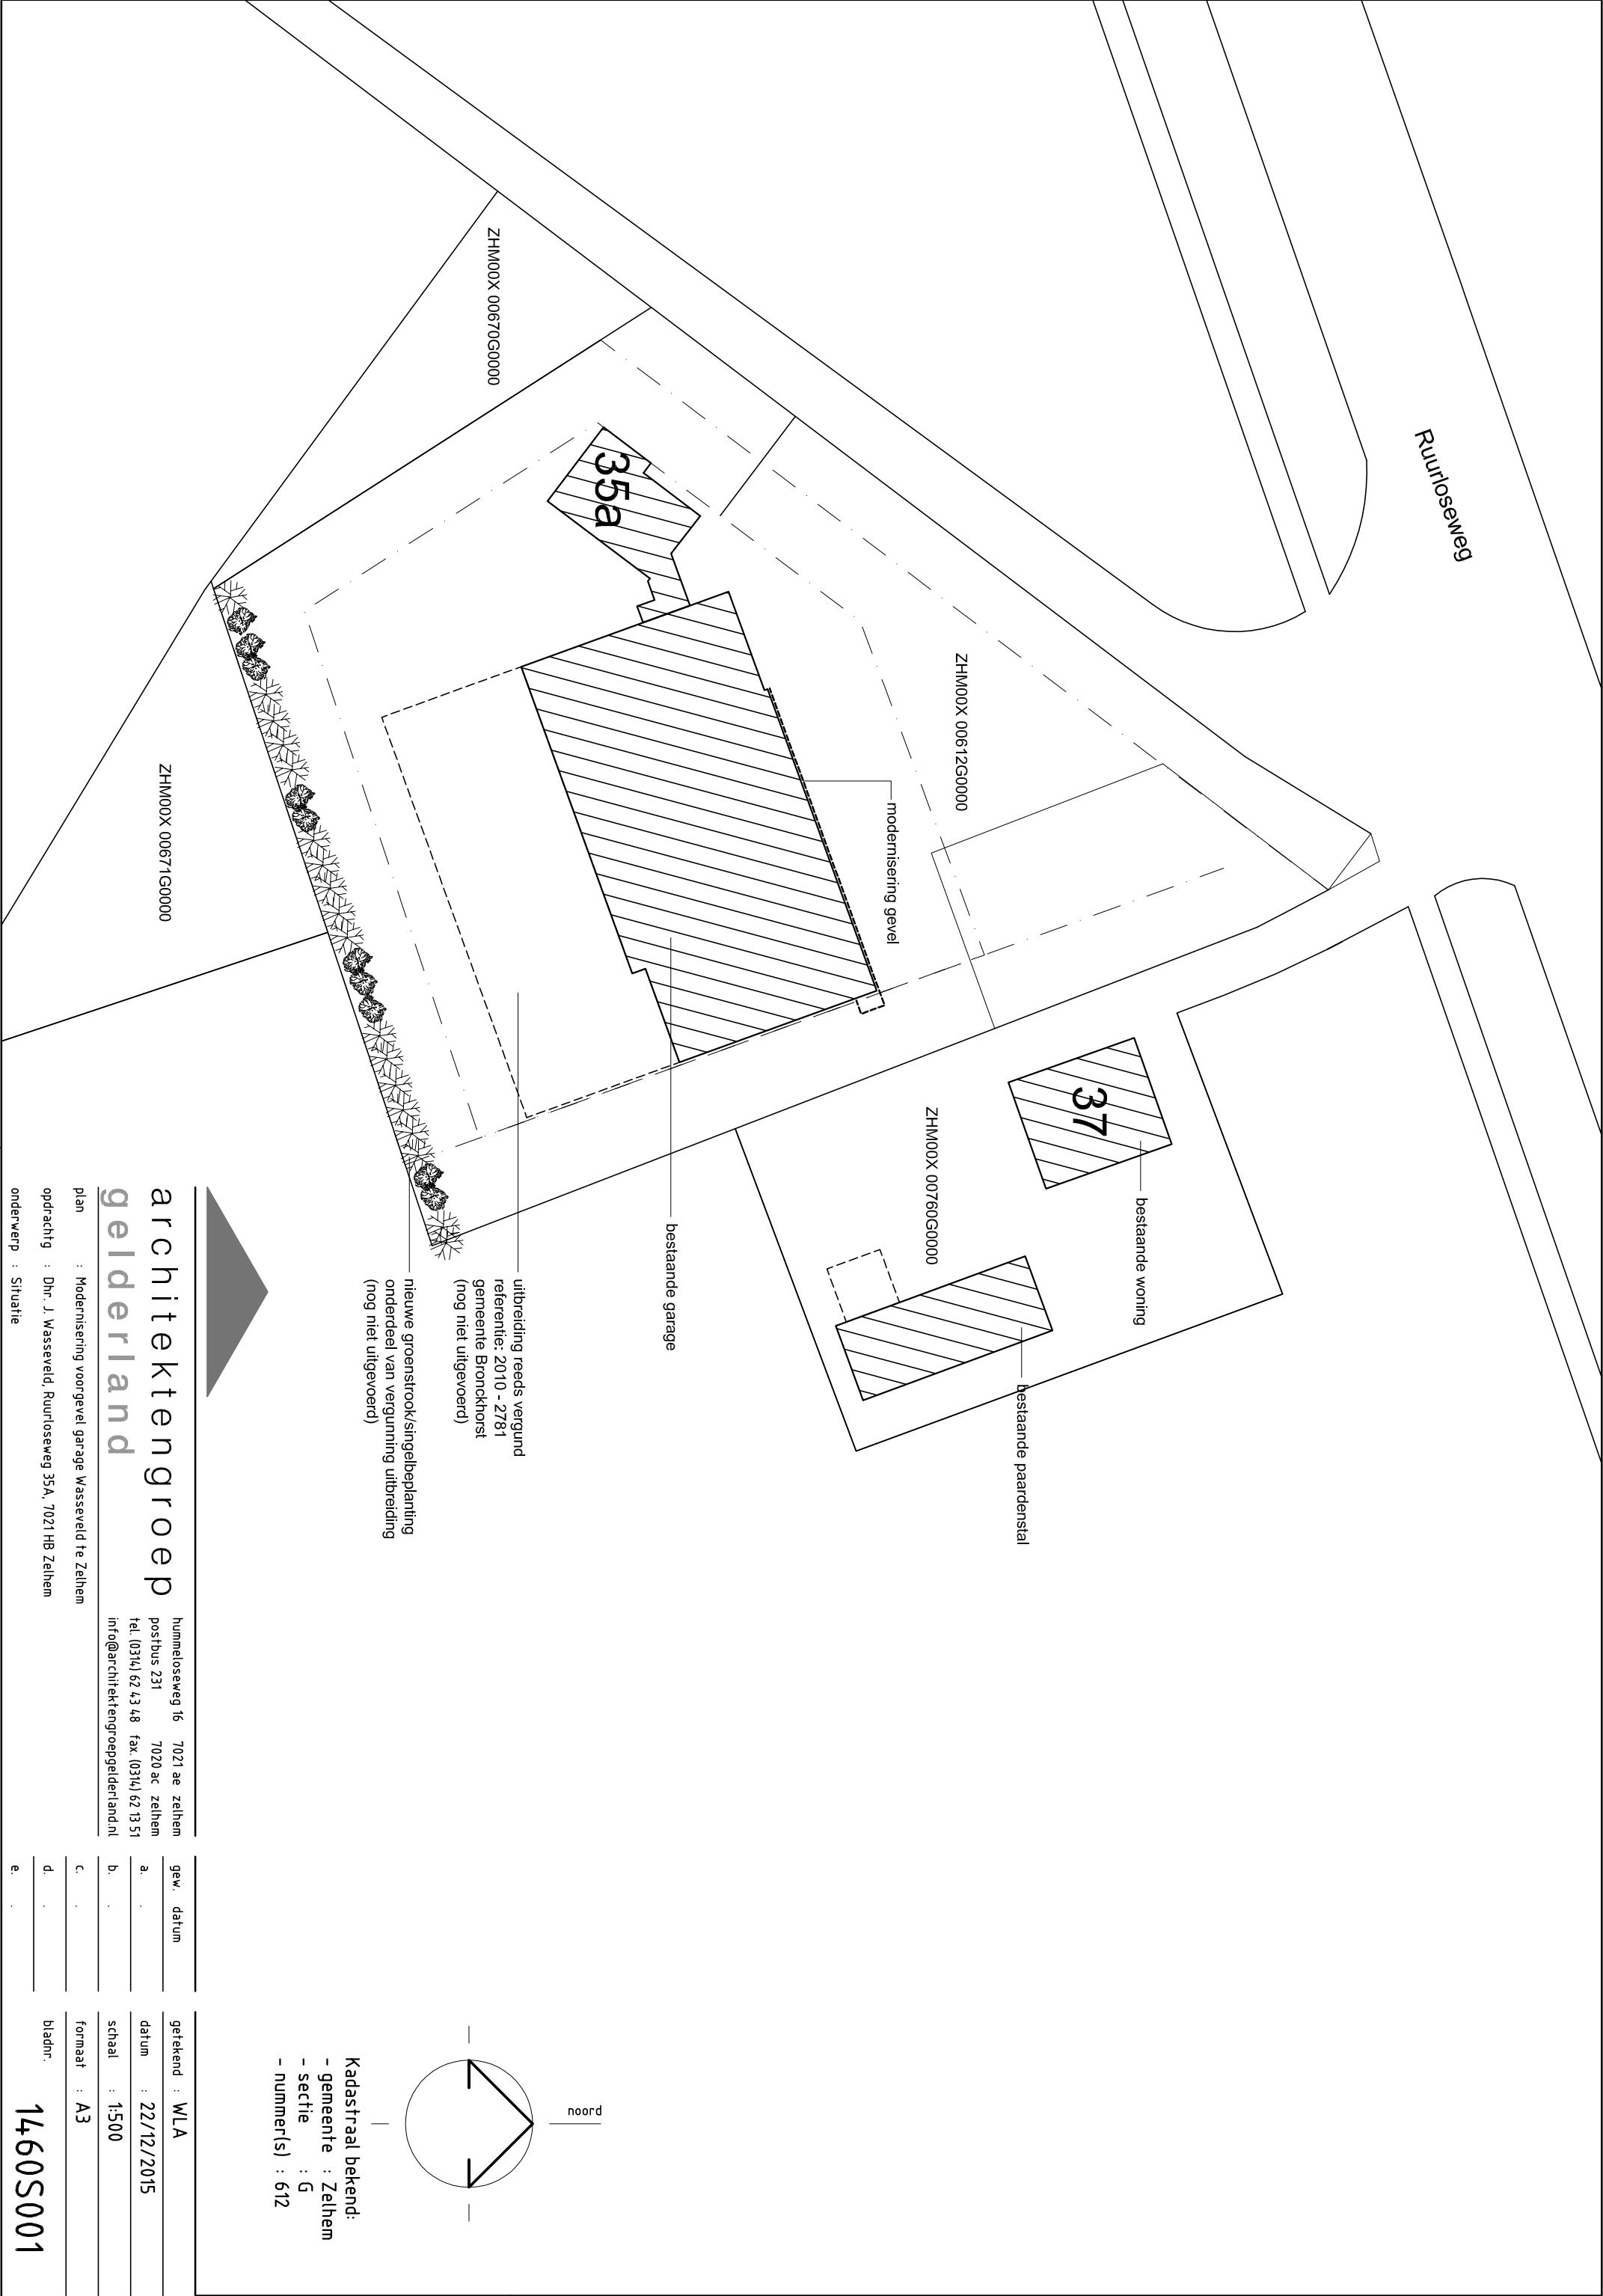 Ruurloseweg
ZHM00X 00670G0000
35a
ZHM00X 00612G0000
modernisering gevel
ZHM00X 00671G0000
37
bestaande woning
ZHM00X 00760G0000
bestaande paardenstal
bestaande garage
uitbreiding reeds vergund
referentie: 2010 - 2781
gemeente Bronckhorst
(nog niet uitgevoerd)
nieuwe groenstrook/singelbeplanting
onderdeel van vergunning uitbreiding
(nog niet uitgevoerd)
noord
Kadastraal bekend:
- gemeente : Zelhem
- sectie : G
- nummer(s) : 612
architektengroep
gelderland
hummeloseweg 16 7021 ae zelhem
postbus 231 7020 ac zelhem
tel. (0314) 62 43 48 fax. (0314) 62 13 51
info@architektengroepgelderland.nl
plan : Modernisering voorgevel garage Wasseveld te Zelhem
opdrachtg : Dhr. J. Wasseveld, Ruurloseweg 35A, 7021 HB Zelhem
onderwerp : Situatie
gew. datum
a. .
b. .
c. .
d. .
e. .
getekend : WLA
datum : 22/12/2015
schaal : 1:500
formaat : A3
bladnr. 1460S001